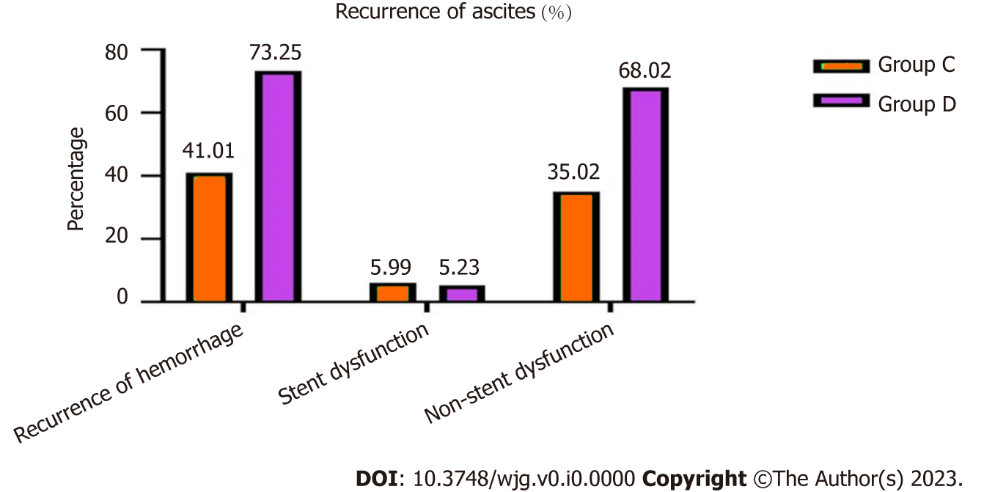 Recurrence of ascites (%)
Group C
Group D
Percentage
80
60
40
20
0
41.01
73.25
5.99
5.23
35.02
68.02
Recurrence of hemorrhage
Stent dysfunction
Non-stent dysfunction
DOI: 10.3748/wjg.v0.i0.0000 Copyright ©The Author(s) 2023.